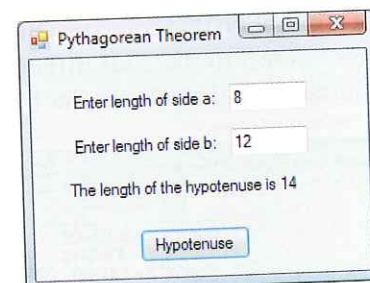 Pythagorean Theorem
Enter length of side a: 8
Enter length of side b: 12
The length of the hypotenuse is 14
Hypotenuse